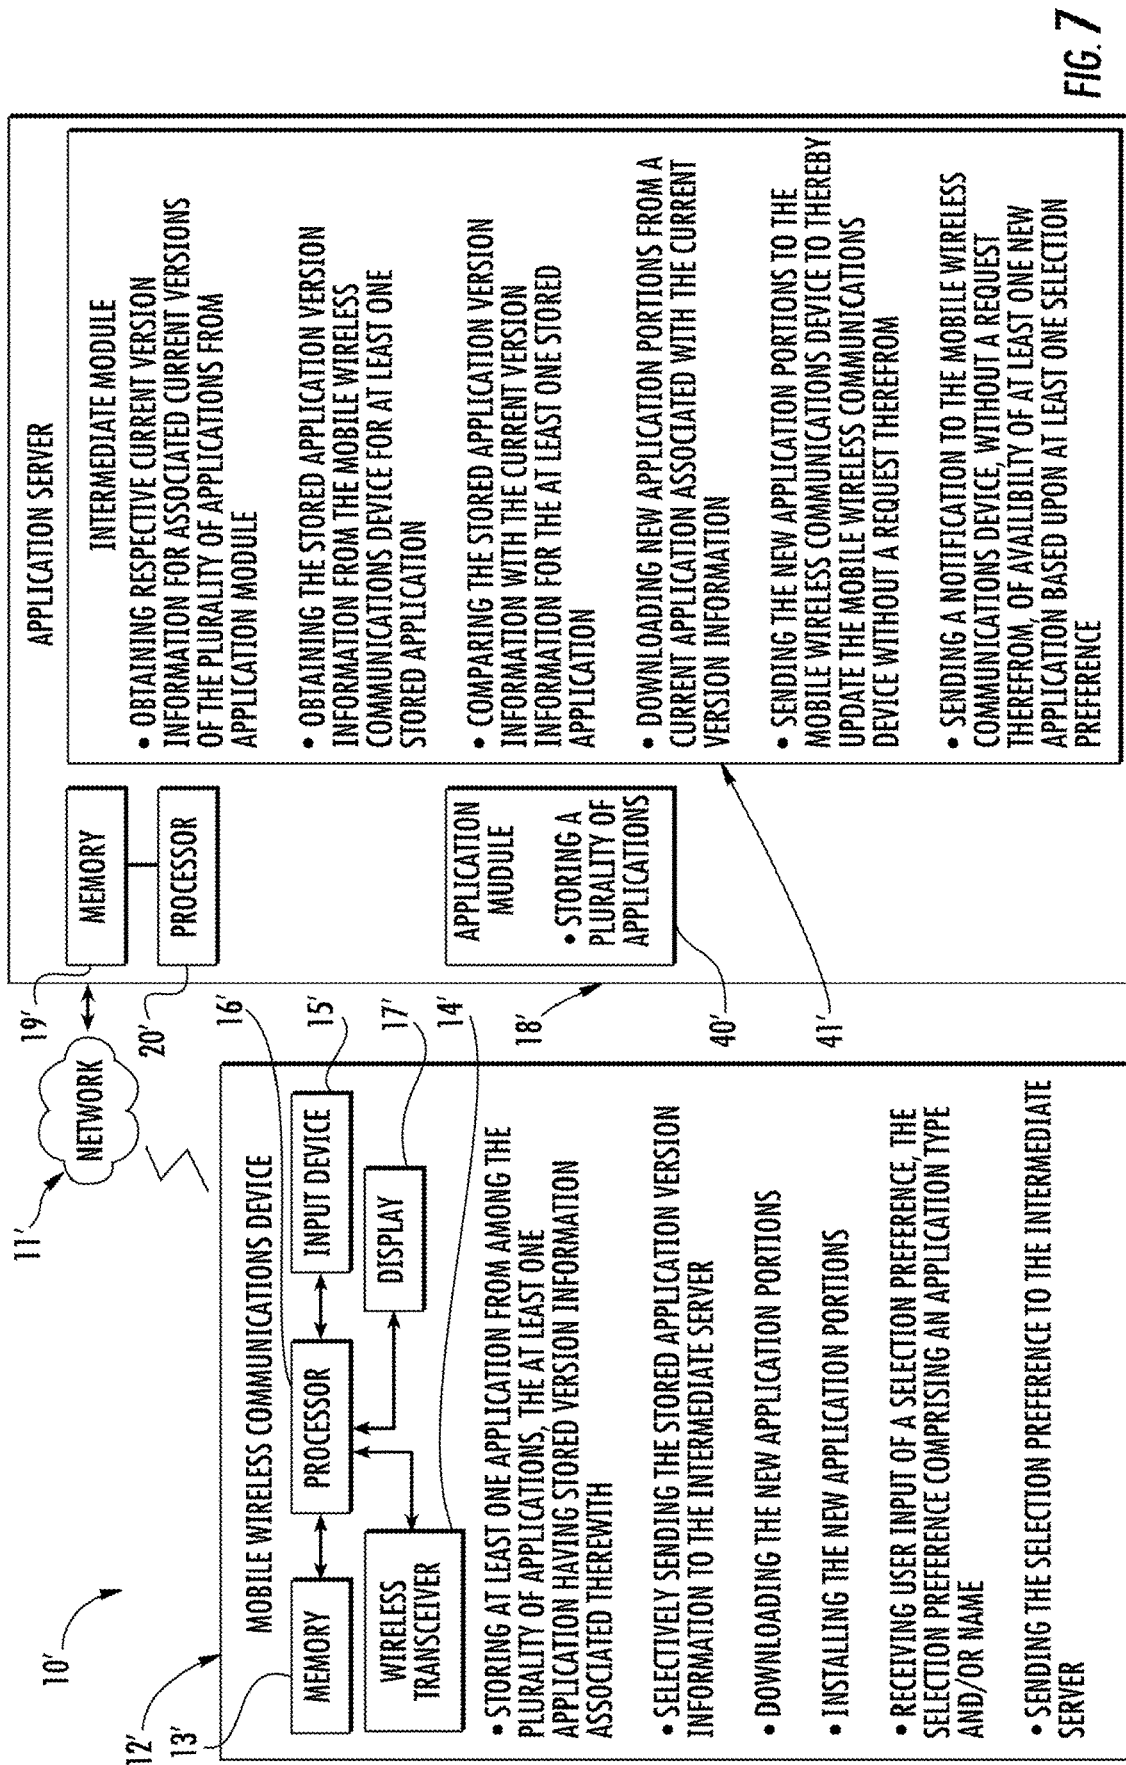 10'
12'
13'
11'
NETWORK
19'
20'
16'
15'
17'
14'
18'
40'
41'
MOBILE WIRELESS COMMUNICATIONS DEVICE
MEMORY
PROCESSOR
INPUT DEVICE
WIRELESS
TRANSCEIVER
DISPLAY
• STORING AT LEAST ONE APPLICATION FROM AMONG THE
PLURALITY OF APPLICATIONS, THE AT LEAST ONE
APPLICATION HAVING STORED VERSION INFORMATION
ASSOCIATED THEREWITH
• SELECTIVELY SENDING THE STORED APPLICATION VERSION
INFORMATION TO THE INTERMEDIATE SERVER
• DOWNLOADING THE NEW APPLICATION PORTIONS
• INSTALLING THE NEW APPLICATION PORTIONS
• RECEIVING USER INPUT OF A SELECTION PREFERENCE, THE
SELECTION PREFERENCE COMPRISING AN APPLICATION TYPE
AND/OR NAME
• SENDING THE SELECTION PREFERENCE TO THE INTERMEDIATE
SERVER
APPLICATION SERVER
MEMORY
PROCESSOR
APPLICATION
MUDULE
• STORING A
PLURALITY OF
APPLICATIONS
INTERMEDIATE MODULE
• OBTAINING RESPECTIVE CURRENT VERSION
INFORMATION FOR ASSOCIATED CURRENT VERSIONS
OF THE PLURALITY OF APPLICATIONS FROM
APPLICATION MODULE
• OBTAINING THE STORED APPLICATION VERSION
INFORMATION FROM THE MOBILE WIRELESS
COMMUNICATIONS DEVICE FOR AT LEAST ONE
STORED APPLICATION
• COMPARING THE STORED APPLICATION VERSION
INFORMATION WITH THE CURRENT VERSION
INFORMATION FOR THE AT LEAST ONE STORED
APPLICATION
• DOWNLOADING NEW APPLICATION PORTIONS FROM A
CURRENT APPLICATION ASSOCIATED WITH THE CURRENT
VERSION INFORMATION
• SENDING THE NEW APPLICATION PORTIONS TO THE
MOBILE WIRELESS COMMUNICATIONS DEVICE TO THEREBY
UPDATE THE MOBILE WIRELESS COMMUNICATIONS
DEVICE WITHOUT A REQUEST THEREFROM
• SENDING A NOTIFICATION TO THE MOBILE WIRELESS
COMMUNICATIONS DEVICE, WITHOUT A REQUEST
THEREFROM, OF AVAILIBILITY OF AT LEAST ONE NEW
APPLICATION BASED UPON AT LEAST ONE SELECTION
PREFERENCE
FIG. 7